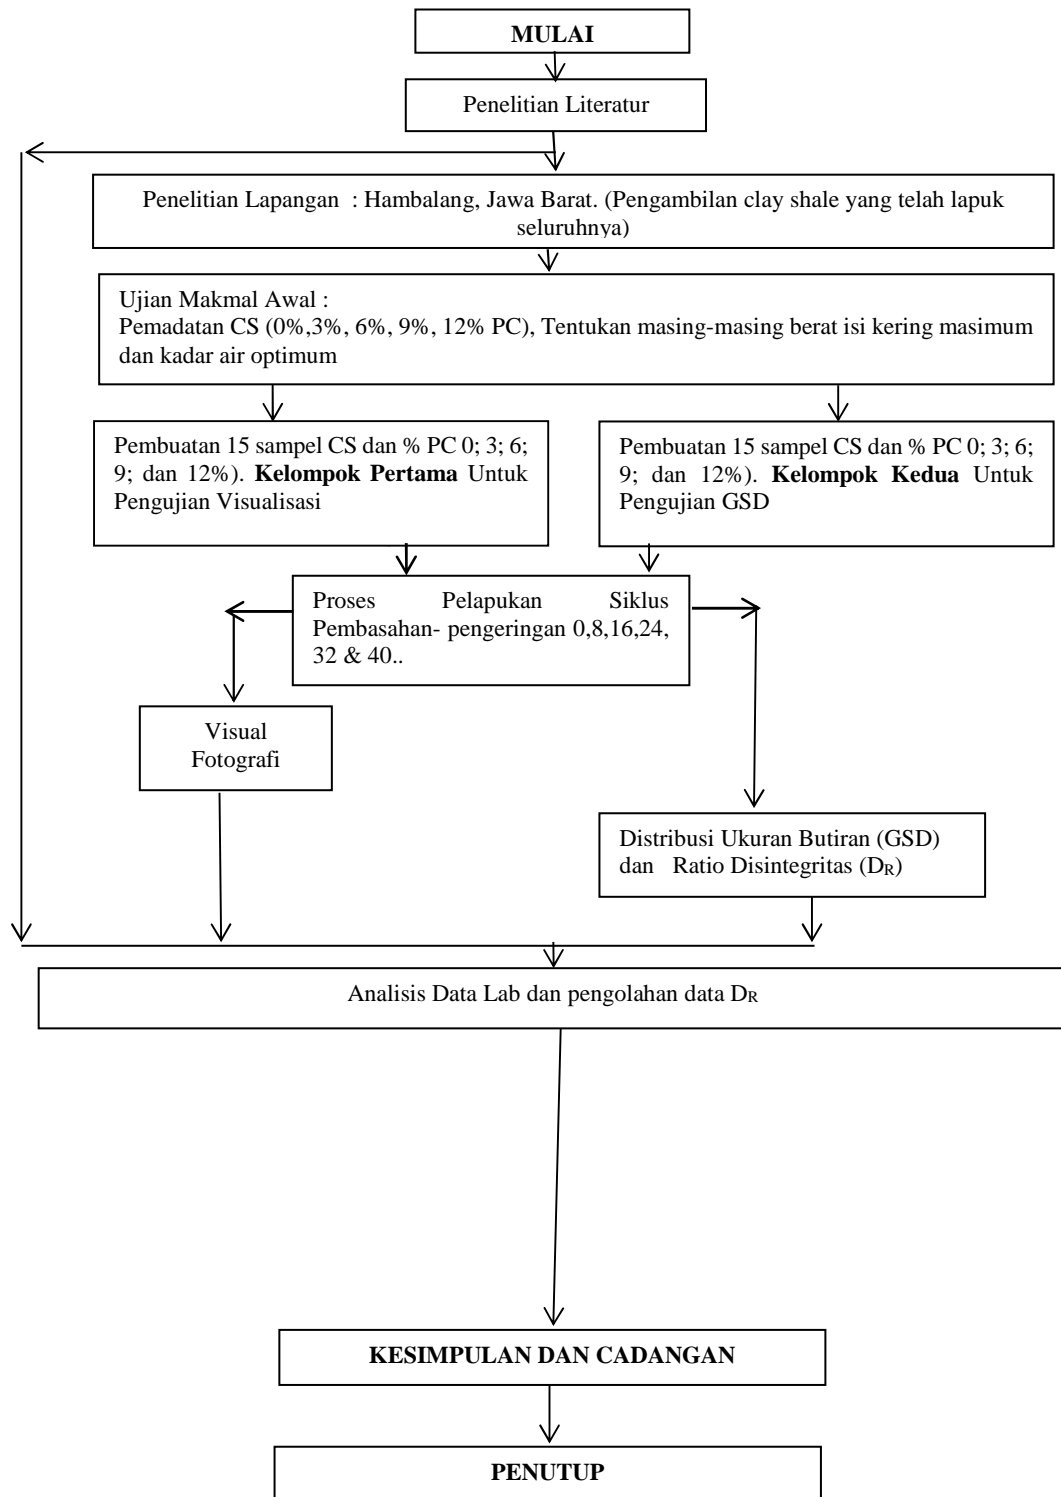 MULAI
Penelitian Literatur
Penelitian Lapangan : Hambalang, Jawa Barat. (Pengambilan clay shale yang telah lapuk
seluruhnya)
Ujian Makmal Awal :
Pemadatan CS (0%,3%, 6%, 9%, 12% PC), Tentukan masing-masing berat isi kering masimum
dan kadar air optimum
Pembuatan 15 sampel CS dan % PC 0; 3; 6;
9; dan 12%). Kelompok Pertama Untuk
Pengujian Visualisasi
Pembuatan 15 sampel CS dan % PC 0; 3; 6;
9; dan 12%). Kelompok Kedua Untuk
Pengujian GSD
Proses Pelapukan Siklus
Pembasahan- pengeringan 0,8,16,24,
32 & 40..
Visual
Fotografi
Distribusi Ukuran Butiran (GSD)
dan Ratio Disintegritas (DR)
Analisis Data Lab dan pengolahan data DR
KESIMPULAN DAN CADANGAN
PENUTUP